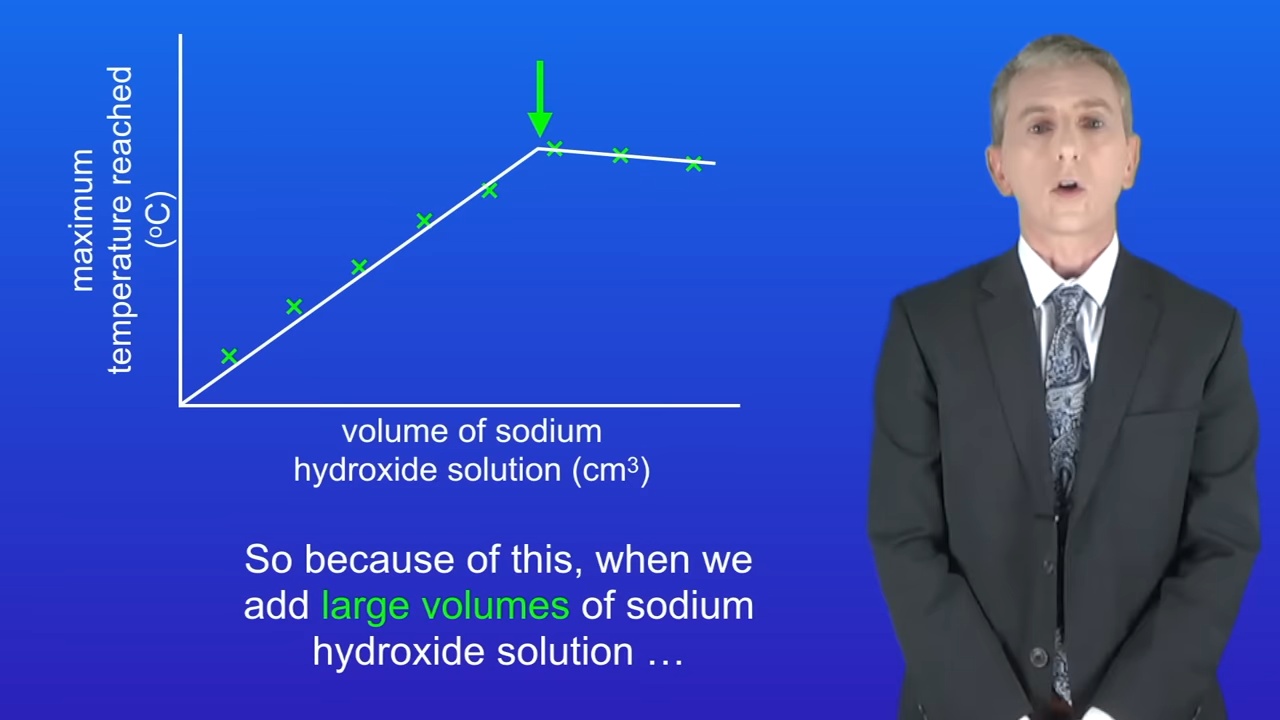 maximum
temperature reached
(°C)
volume of sodium
hydroxide solution (cm³)
So because of this, when we
add large volumes of sodium
hydroxide solution …